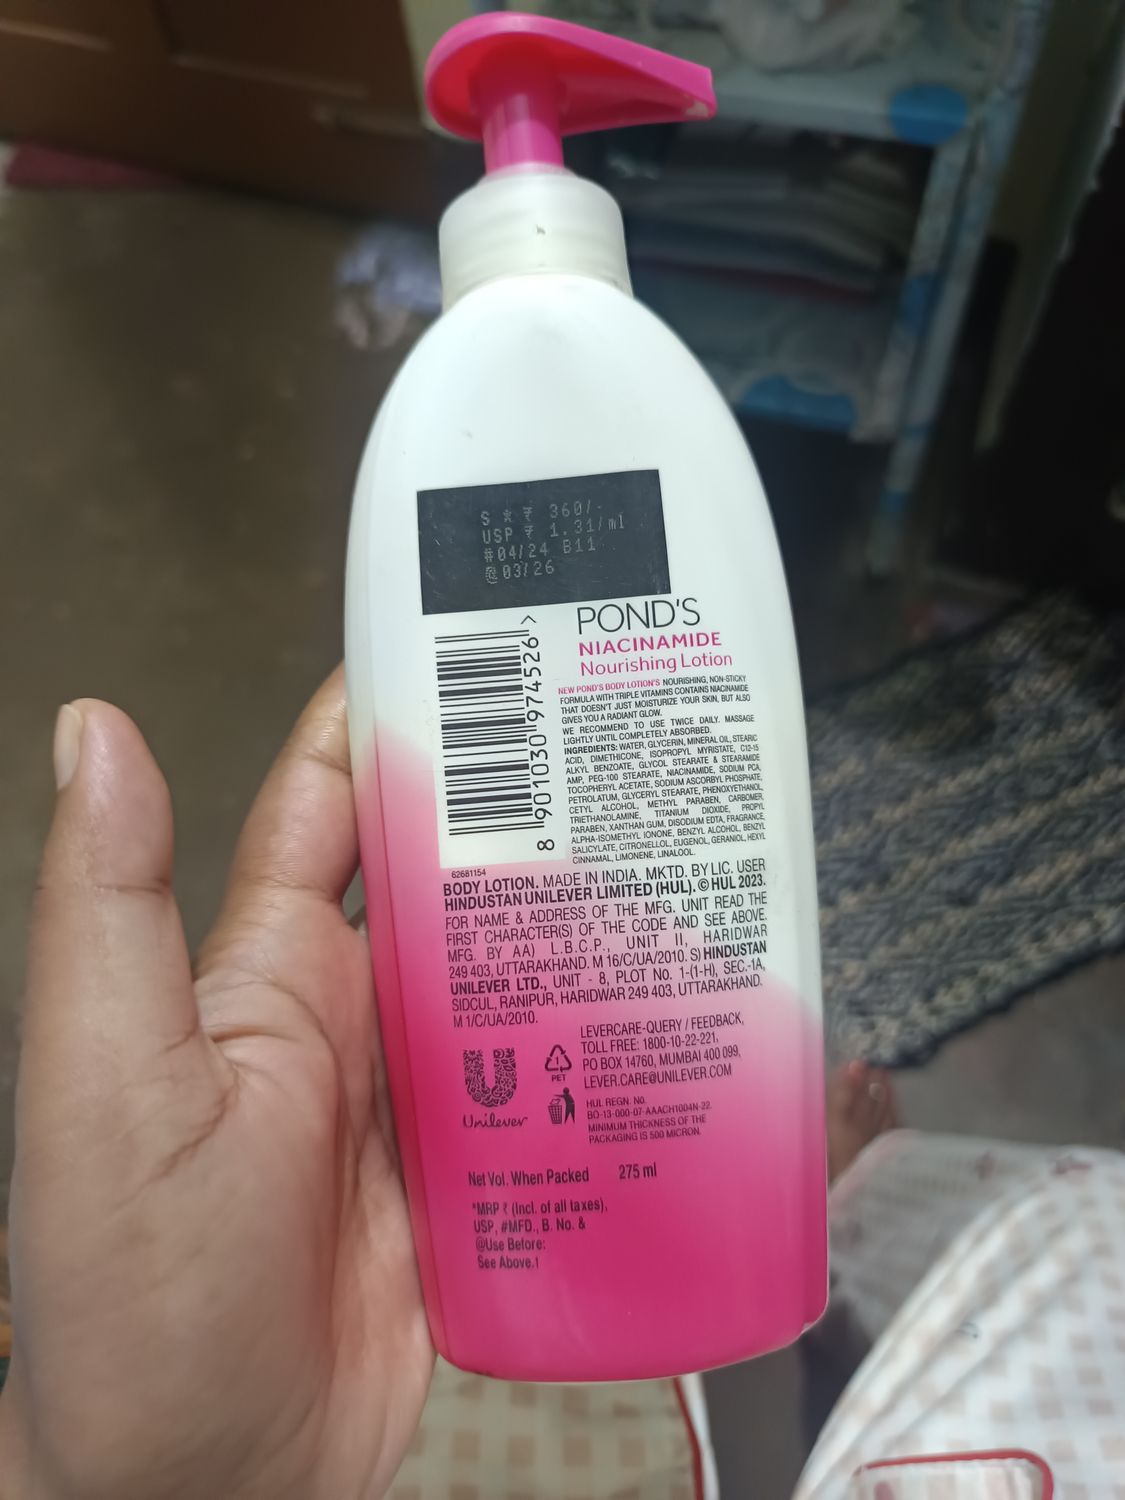 S * ₹ 360/-
USP ₹ 1.31/ml
#04/24 B11
@03/26
POND'S
NIACINAMIDE
Nourishing Lotion
NEW POND'S BODY LOTION'S NOURISHING, NON-STICKY
FORMULA WITH TRIPLE VITAMINS CONTAINS NIACINAMIDE
THAT DOESN'T JUST MOISTURIZE YOUR SKIN, BUT ALSO
GIVES YOU A RADIANT GLOW.
WE RECOMMEND TO USE TWICE DAILY. MASSAGE
LIGHTLY UNTIL COMPLETELY ABSORBED.
INGREDIENTS: WATER, GLYCERIN, MINERAL OIL, STEARIC
ACID, DIMETHICONE, ISOPROPYL MYRISTATE, C12-15
ALKYL BENZOATE, GLYCOL STEARATE & STEARAMIDE
AMP, PEG-100 STEARATE, NIACINAMIDE, SODIUM PCA,
TOCOPHERYL ACETATE, SODIUM ASCORBYL PHOSPHATE,
PETROLATUM, GLYCERYL STEARATE, PHENOXYETHANOL,
CETYL ALCOHOL, METHYL PARABEN, CARBOMER,
TRIETHANOLAMINE, TITANIUM DIOXIDE, PROPYL
PARABEN, XANTHAN GUM, DISODIUM EDTA, FRAGRANCE,
ALPHA-ISOMETHYL IONONE, BENZYL ALCOHOL, BENZYL
SALICYLATE, CITRONELLOL, EUGENOL, GERANIOL, HEXYL
CINNAMAL, LIMONENE, LINALOOL.
8 901030 974526 >
62681154
BODY LOTION. MADE IN INDIA. MKTD. BY LIC. USER
HINDUSTAN UNILEVER LIMITED (HUL). © HUL 2023.
FOR NAME & ADDRESS OF THE MFG. UNIT READ THE
FIRST CHARACTER(S) OF THE CODE AND SEE ABOVE.
MFG. BY AA) L.B.C.P., UNIT II, HARIDWAR
249 403, UTTARAKHAND. M 16/C/UA/2010. S) HINDUSTAN
UNILEVER LTD., UNIT - 8, PLOT No. 1-(1-H), SEC.-1A,
SIDCUL, RANIPUR, HARIDWAR 249 403, UTTARAKHAND.
M 1/C/UA/2010.
LEVERCARE-QUERY / FEEDBACK,
TOLL FREE: 1800-10-22-221,
PO BOX 14760, MUMBAI 400 099,
LEVER.CARE@UNILEVER.COM
Unilever
1
PET
HUL REGN. No.
BO-13-000-07-AAACH1004N-22
MINIMUM THICKNESS OF THE
PACKAGING IS 500 MICRON.
Net Vol. When Packed 275 ml
*MRP ₹ (Incl. of all taxes),
USP, #MFD., B. No. &
@Use Before:
See Above.↑